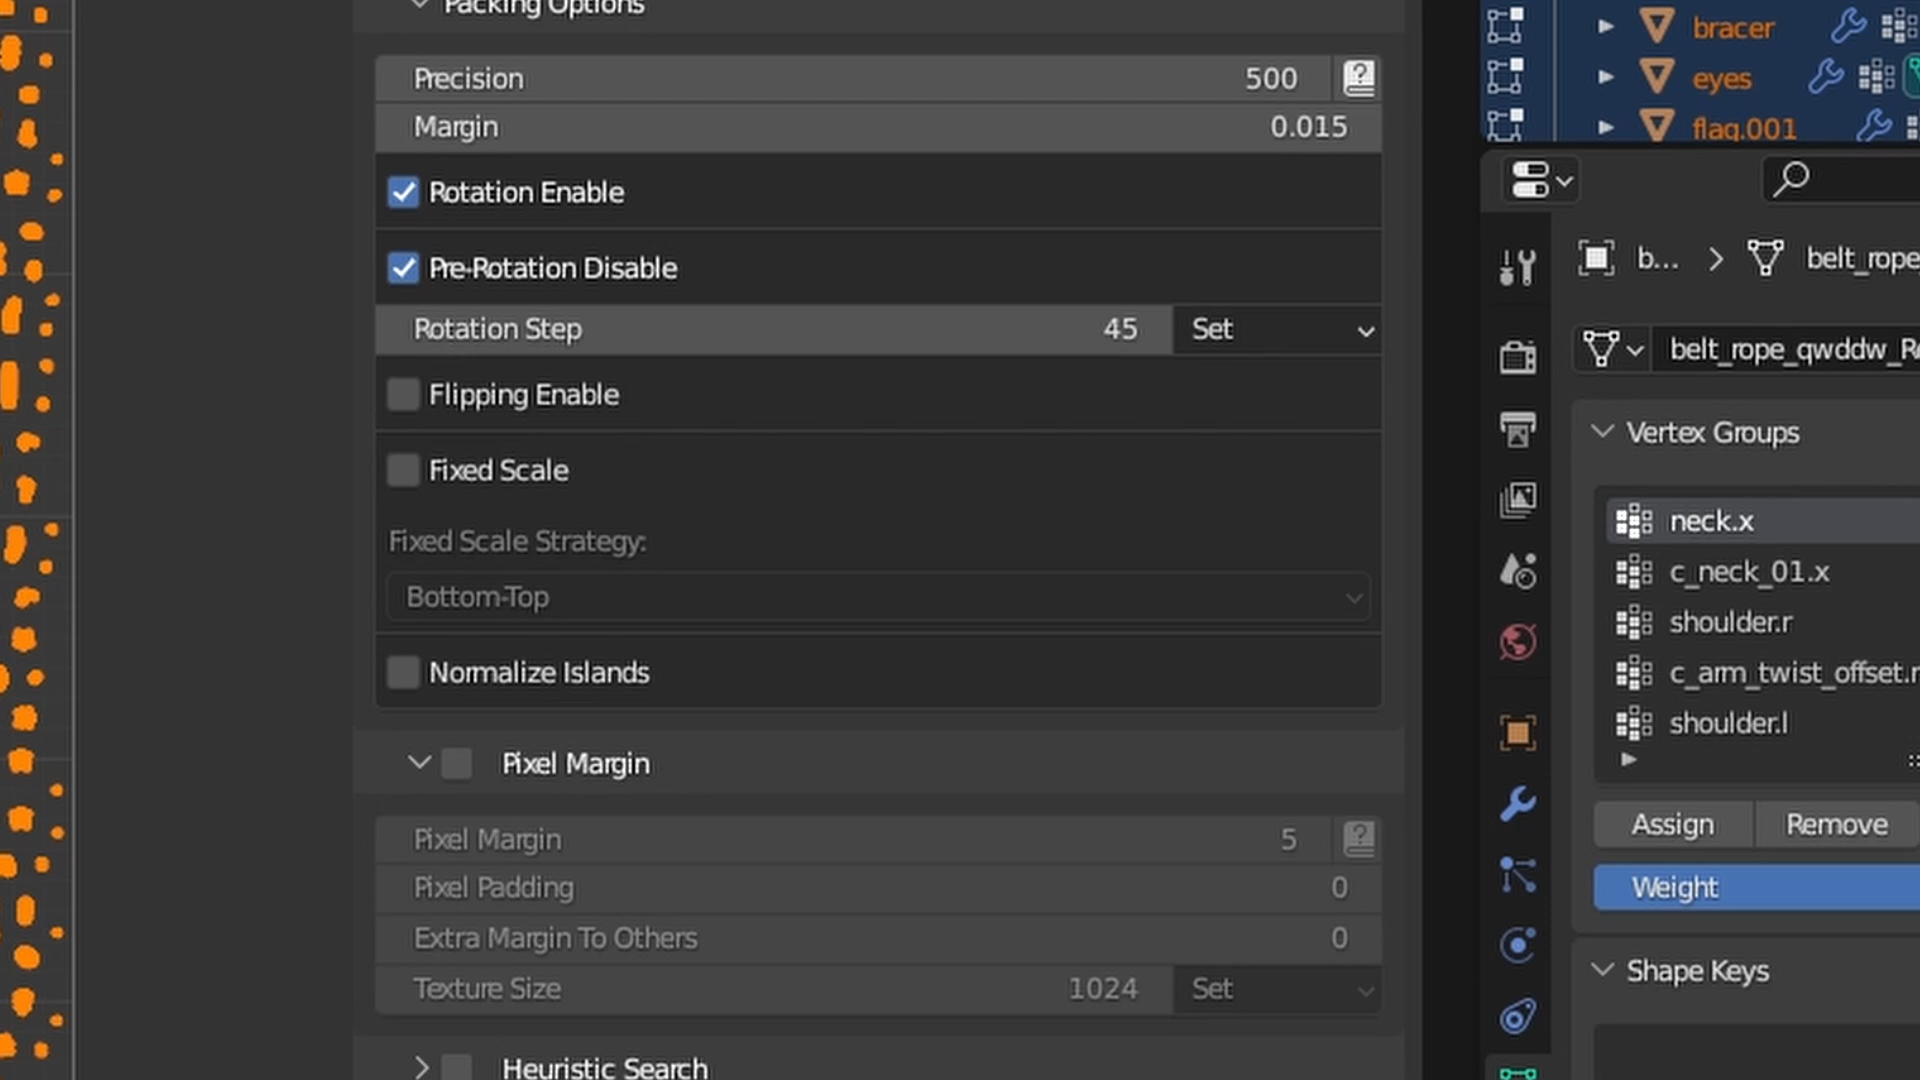 Packing Options
Precision 500
Margin 0.015
Rotation Enable
Pre-Rotation Disable
Rotation Step 45 Set
Flipping Enable
Fixed Scale
Fixed Scale Strategy:
Bottom-Top
Normalize Islands
Pixel Margin
Pixel Margin 5
Pixel Padding 0
Extra Margin To Others 0
Texture Size 1024 Set
Heuristic Search
bracer
eyes
flag.001
b... belt_rope
belt_rope_qwddw_R
Vertex Groups
neck.x
c_neck_01.x
shoulder.r
c_arm_twist_offset.r
shoulder.l
Assign Remove
Weight
Shape Keys